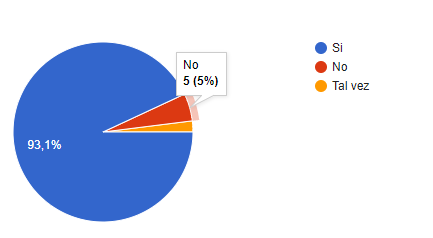 No
5 (5%)
93,1%
Si
No
Tal vez